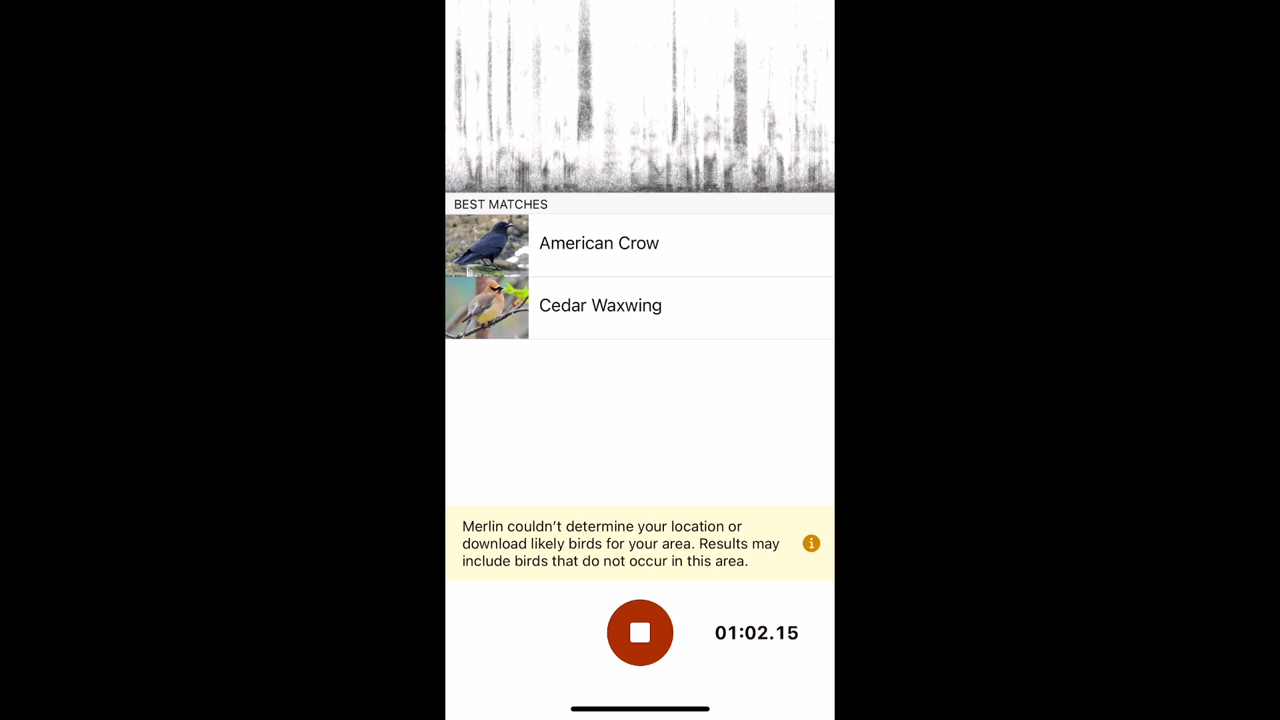 BEST MATCHES
American Crow
Cedar Waxwing
Merlin couldn’t determine your location or
download likely birds for your area. Results may
include birds that do not occur in this area.
01:02.15